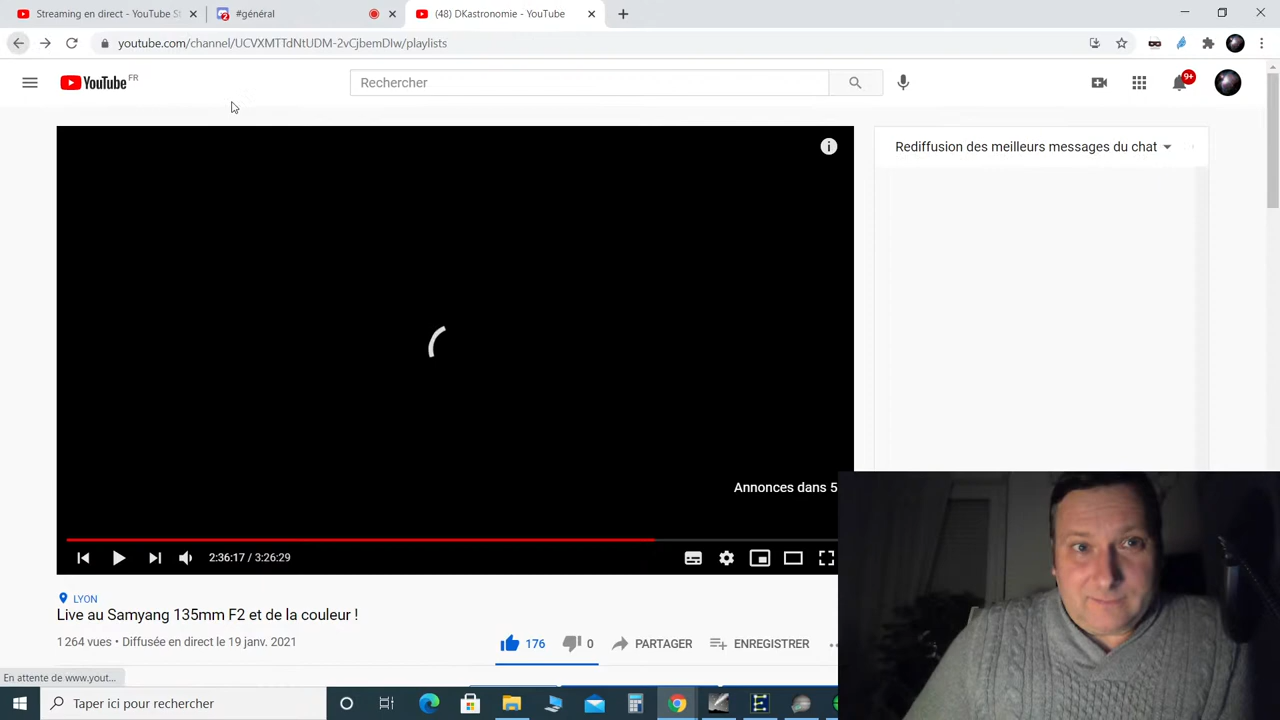 Streaming en direct - YouTube St
#général
(48) DKastronomie - YouTube
youtube.com/channel/UCVXMTTdNtUDM-2vCjbemDIw/playlists
YouTube FR
Rechercher
9+
Rediffusion des meilleurs messages du chat
Annonces dans 5
2:36:17 / 3:26:29
LYON
Live au Samyang 135mm F2 et de la couleur !
1 264 vues • Diffusée en direct le 19 janv. 2021
176
0
PARTAGER
ENREGISTRER
En attente de www.yout...
Taper ici pour rechercher